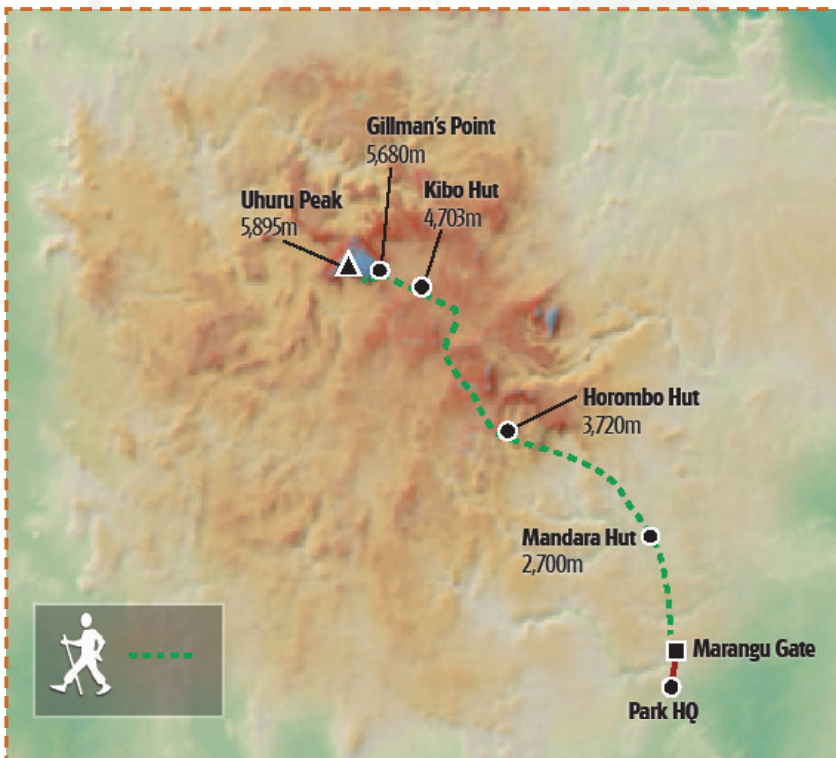 Gillman's Point
5,680m
Kibo Hut
4,703m
Uhuru Peak
5,895m
Horombo Hut
3,720m
Mandara Hut
2,700m
Marangu Gate
Park HQ